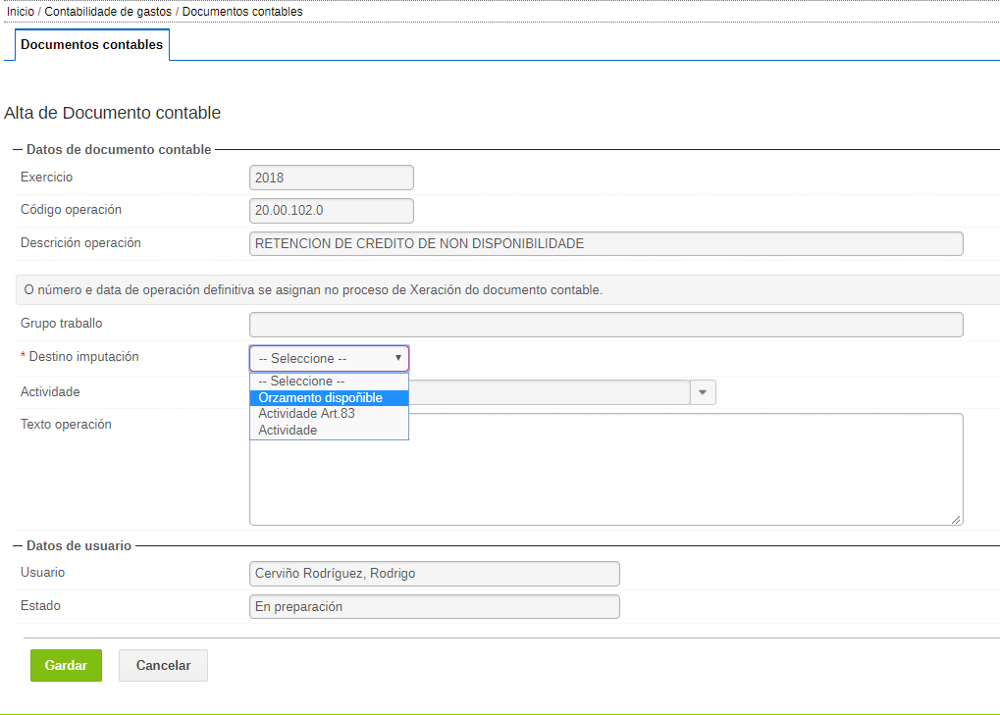 Inicio / Contabilidade de gastos / Documentos contables
Documentos contables
Alta de Documento contable
Datos de documento contable
Exercicio 2018
Código operación 20.00.102.0
Descrición operación RETENCION DE CREDITO DE NON DISPONIBILIDADE
O número e data de operación definitiva se asignan no proceso de Xeración do documento contable.
Grupo traballo
* Destino imputación -- Seleccione --
-- Seleccione --
Orzamento dispoñible
Actividade
Actividade Art.83
Actividade
Texto operación
Datos de usuario
Usuario Cerviño Rodríguez, Rodrigo
Estado En preparación
Gardar Cancelar